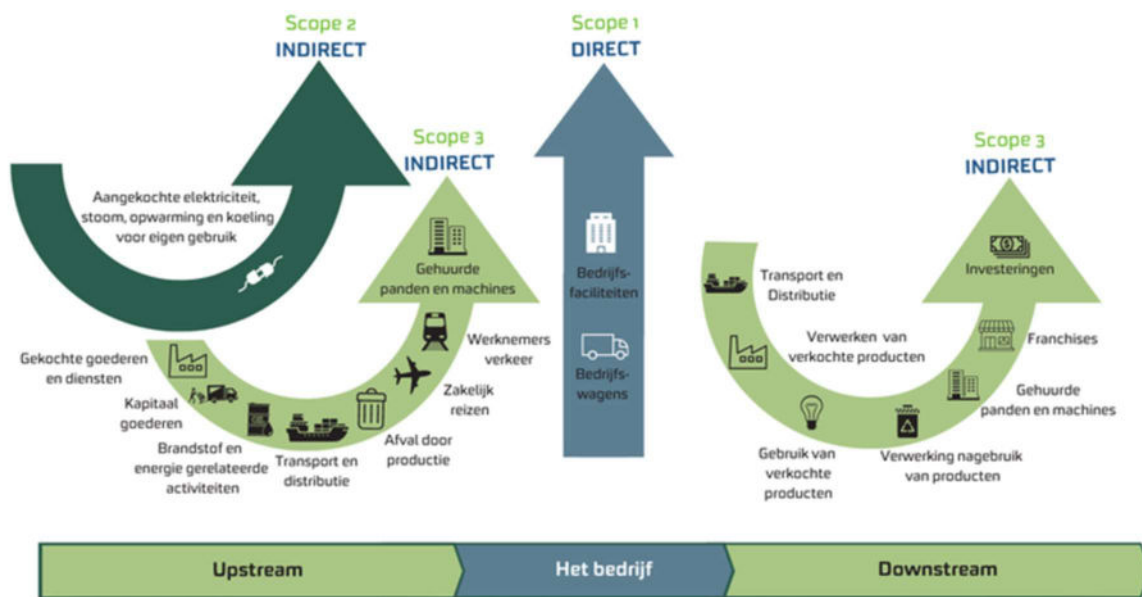 Scope 2
INDIRECT
Aangekochte elektriciteit,
stoom, opwarming en koeling
voor eigen gebruik
Scope 3
INDIRECT
Gehuurde
panden en machines
Werknemers
verkeer
Zakelijk
reizen
Afval door
productie
Transport en
distributie
Brandstof en
energie gerelateerde
activiteiten
Kapitaal
goederen
Gekochte goederen
en diensten
Scope 1
DIRECT
Bedrijfs-
faciliteiten
Bedrijfs-
wagens
Scope 3
INDIRECT
Investeringen
Franchises
Gehuurde
panden en machines
Verwerking nagebruik
van producten
Gebruik van
verkochte
producten
Verwerken van
verkochte producten
Transport en
Distributie
Upstream
Het bedrijf
Downstream